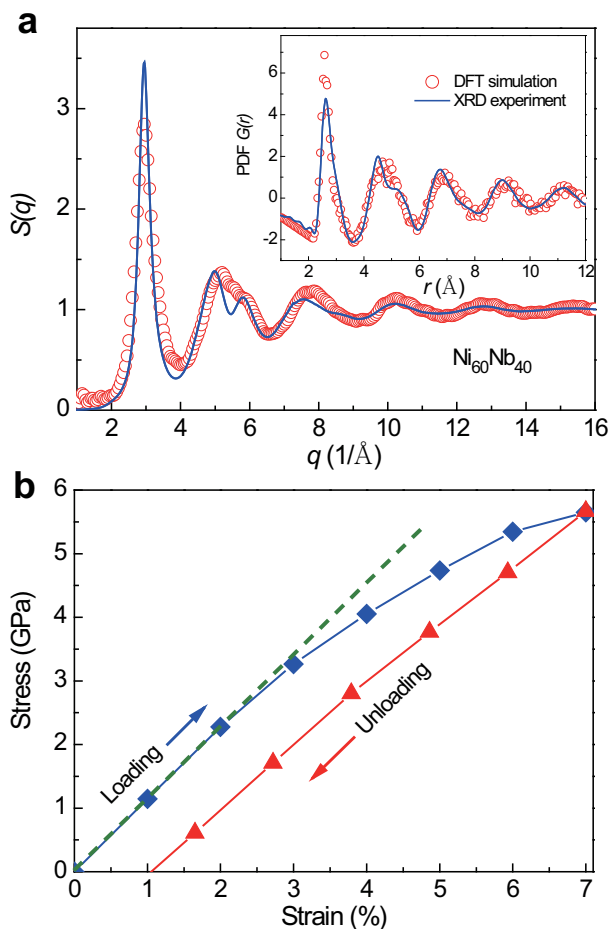 a
S(q)
3
2
1
0
2 4 6 8 10 12 14 16
q (1/Å)
Ni60Nb40
PDF G(r)
6
4
2
0
-2
2 4 6 8 10 12
r (Å)
DFT simulation
XRD experiment
b
Stress (GPa)
6
5
4
3
2
1
0
0 1 2 3 4 5 6 7
Strain (%)
Loading
Unloading